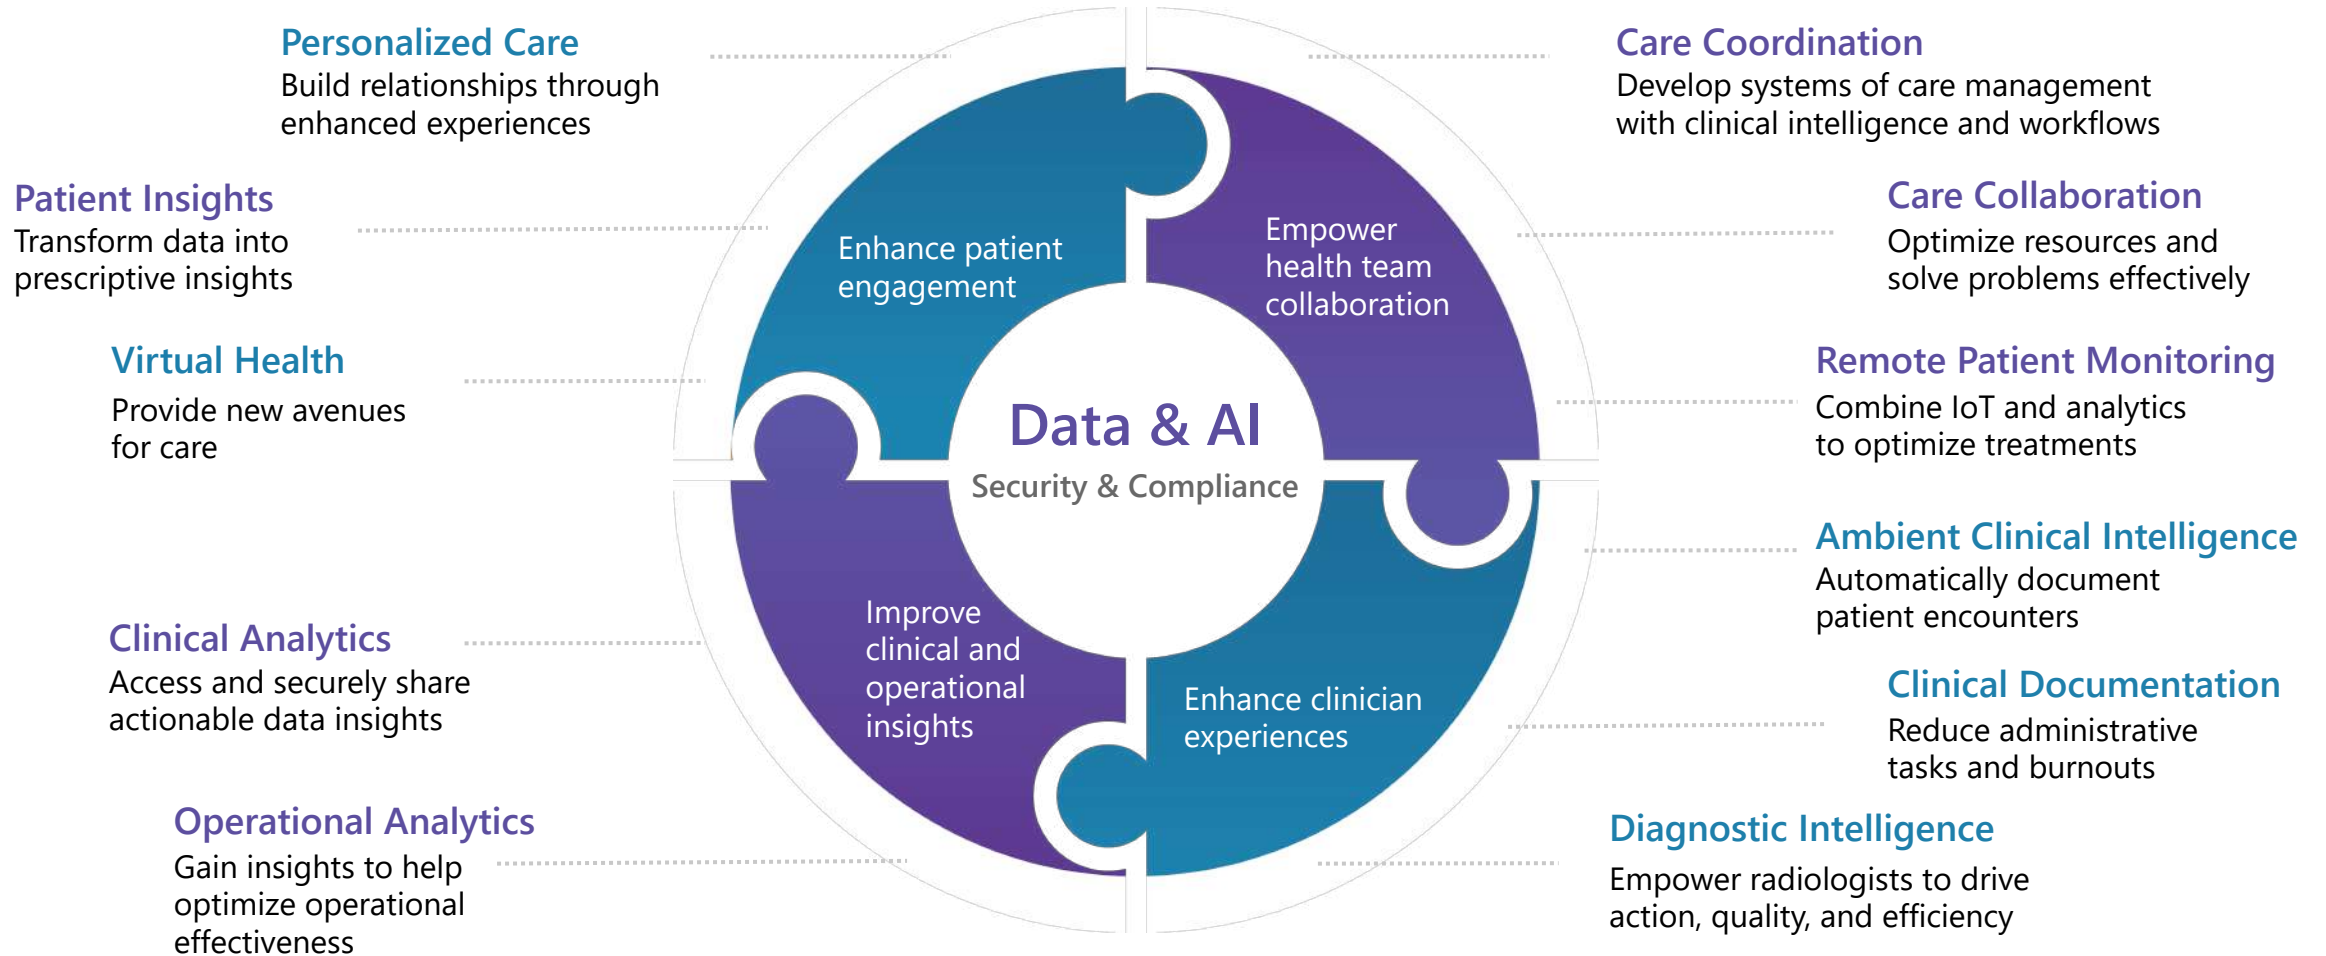 Personalized Care
Build relationships through
enhanced experiences
Patient Insights
Transform data into
prescriptive insights
Virtual Health
Provide new avenues
for care
Clinical Analytics
Access and securely share
actionable data insights
Operational Analytics
Gain insights to help
optimize operational
effectiveness
Enhance patient
engagement
Empower
health team
collaboration
Data & AI
Security & Compliance
Improve
clinical and
operational
insights
Enhance clinician
experiences
Care Coordination
Develop systems of care management
with clinical intelligence and workflows
Care Collaboration
Optimize resources and
solve problems effectively
Remote Patient Monitoring
Combine IoT and analytics
to optimize treatments
Ambient Clinical Intelligence
Automatically document
patient encounters
Clinical Documentation
Reduce administrative
tasks and burnouts
Diagnostic Intelligence
Empower radiologists to drive
action, quality, and efficiency